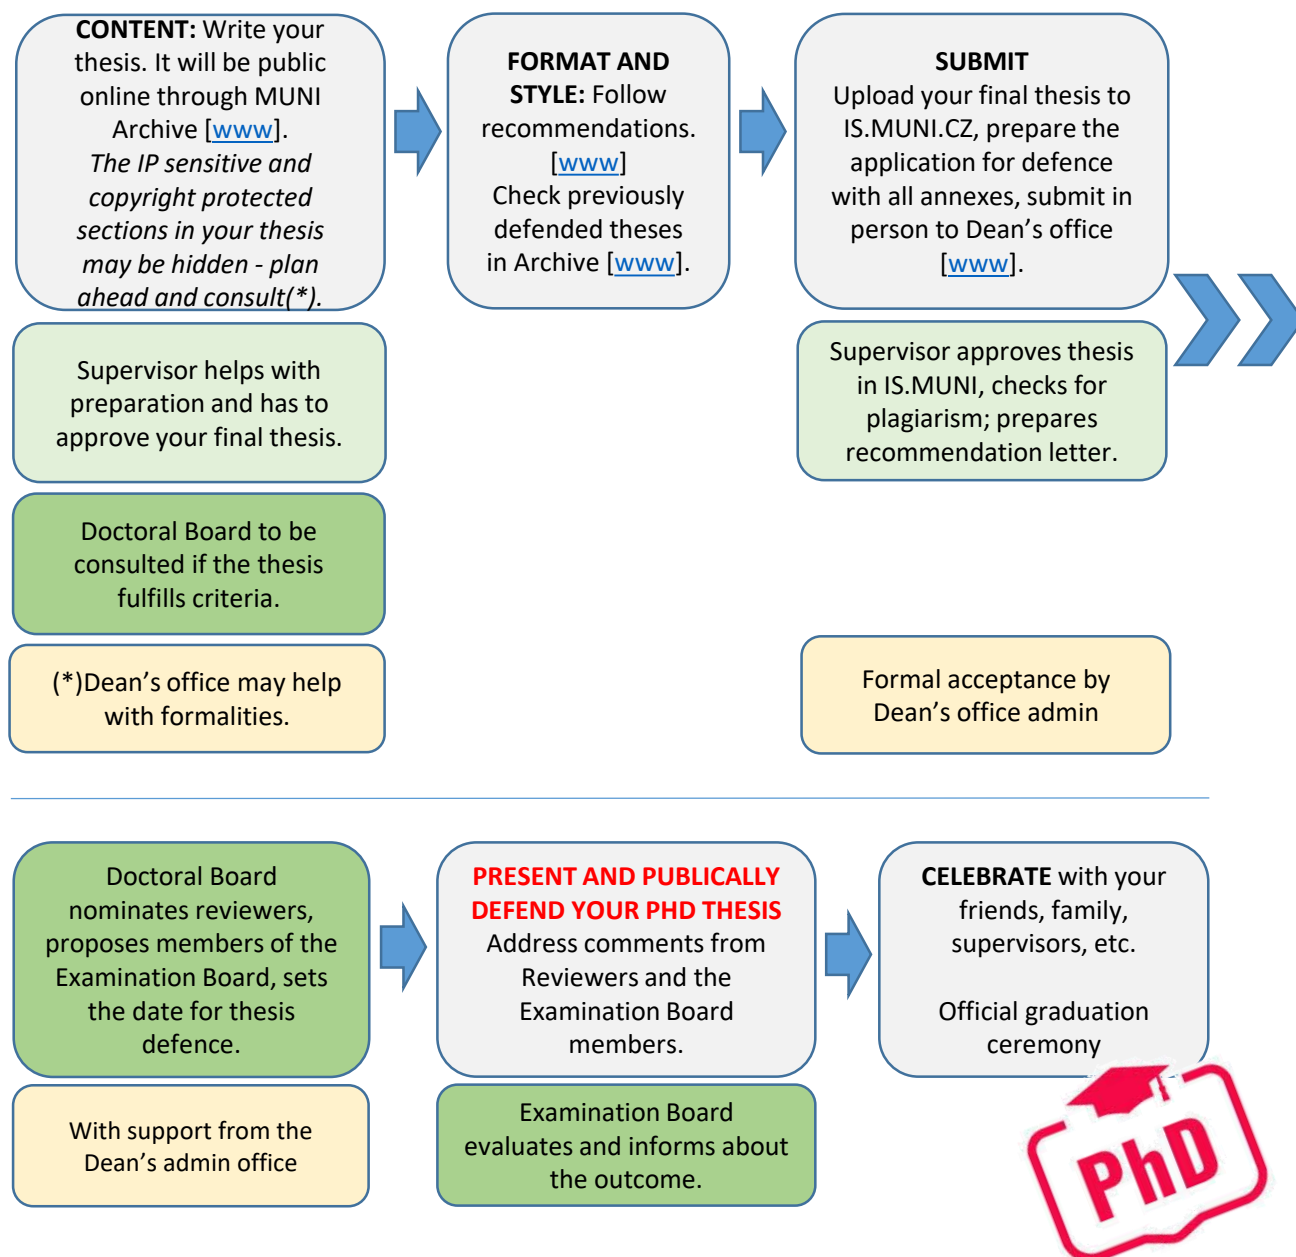 CONTENT: Write your
thesis. It will be public
online through MUNI
Archive [www].
The IP sensitive and
copyright protected
sections in your thesis
may be hidden - plan
ahead and consult(*).
FORMAT AND
STYLE: Follow
recommendations.
[www]
Check previously
defended theses
in Archive [www].
SUBMIT
Upload your final thesis to
IS.MUNI.CZ, prepare the
application for defence
with all annexes, submit in
person to Dean’s office
[www].
Supervisor helps with
preparation and has to
approve your final thesis.
Supervisor approves thesis
in IS.MUNI, checks for
plagiarism; prepares
recommendation letter.
Doctoral Board to be
consulted if the thesis
fulfills criteria.
(*)Dean’s office may help
with formalities.
Formal acceptance by
Dean’s office admin
Doctoral Board
nominates reviewers,
proposes members of the
Examination Board, sets
the date for thesis
defence.
PRESENT AND PUBLICALLY
DEFEND YOUR PHD THESIS
Address comments from
Reviewers and the
Examination Board
members.
CELEBRATE with your
friends, family,
supervisors, etc.
Official graduation
ceremony
With support from the
Dean’s admin office
Examination Board
evaluates and informs about
the outcome.
PhD